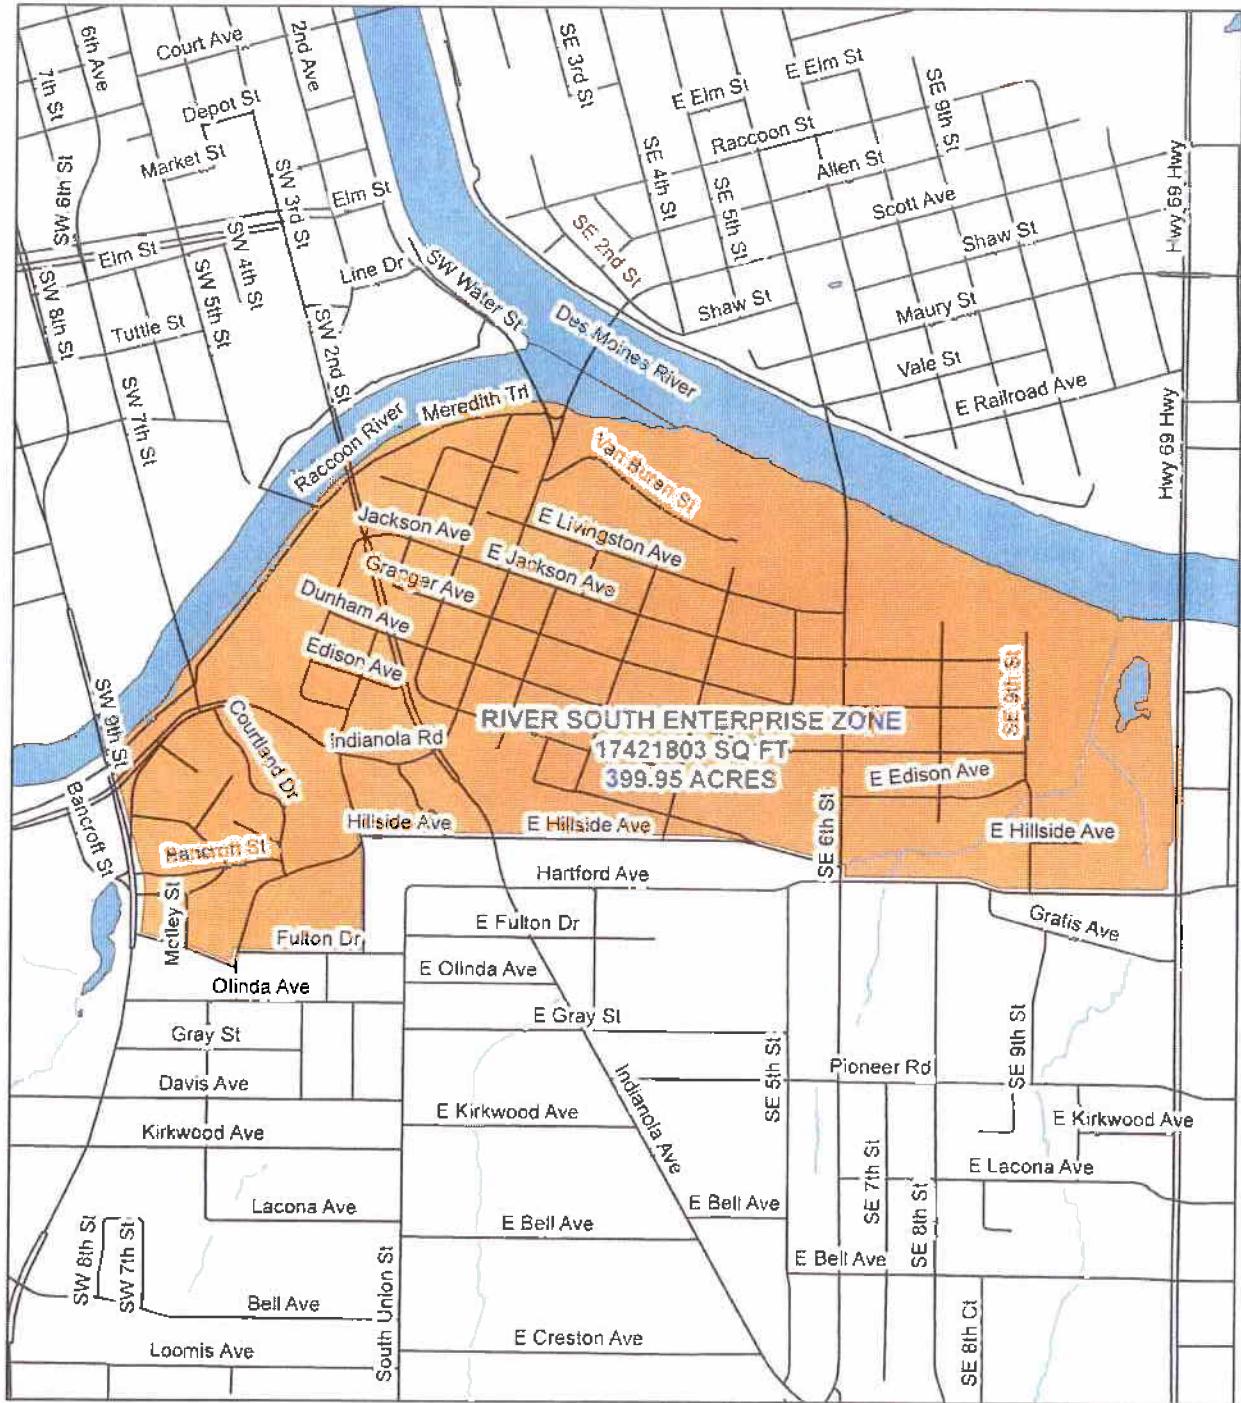 Court Ave
6th Ave
7th St
2nd Ave
Depot St
Market St
SW 6th St
SW 3rd St
Elm St
Elm St
SW 8th St
SW 4th St
SW 5th St
Tuttle St
Line Dr
SW Water St
SW 2nd St
SW 7th St
SE 3rd St
E Elm St
E Elm St
SE 9th St
Raccoon St
SE 4th St
SE 5th St
Allen St
Scott Ave
SE 2nd St
Shaw St
Shaw St
Maury St
Vale St
E Railroad Ave
Hwy 69 Hwy
Hwy 69 Hwy
Des Moines River
Raccoon River
Meredith Trl
Van Buren St
Jackson Ave
E Livingston Ave
E Jackson Ave
Granger Ave
Dunham Ave
Edison Ave
SE 9th St
SW 9th St
Courtland Dr
Indianola Rd
RIVER SOUTH ENTERPRISE ZONE
17421803 SQ FT
399.95 ACRES
E Edison Ave
Bancroft St
Hillside Ave
E Hillside Ave
SE 6th St
E Hillside Ave
Bancroft St
Hartford Ave
Motley St
Fulton Dr
E Fulton Dr
Gratis Ave
Olinda Ave
E Olinda Ave
Gray St
E Gray St
SE 5th St
SE 9th St
Pioneer Rd
Davis Ave
Indianola Ave
Kirkwood Ave
E Kirkwood Ave
E Kirkwood Ave
E Lacona Ave
SE 7th St
SE 8th St
Lacona Ave
E Bell Ave
E Bell Ave
E Bell Ave
SW 8th St
SW 7th St
Bell Ave
South Union St
E Creston Ave
SE 8th Ct
Loomis Ave